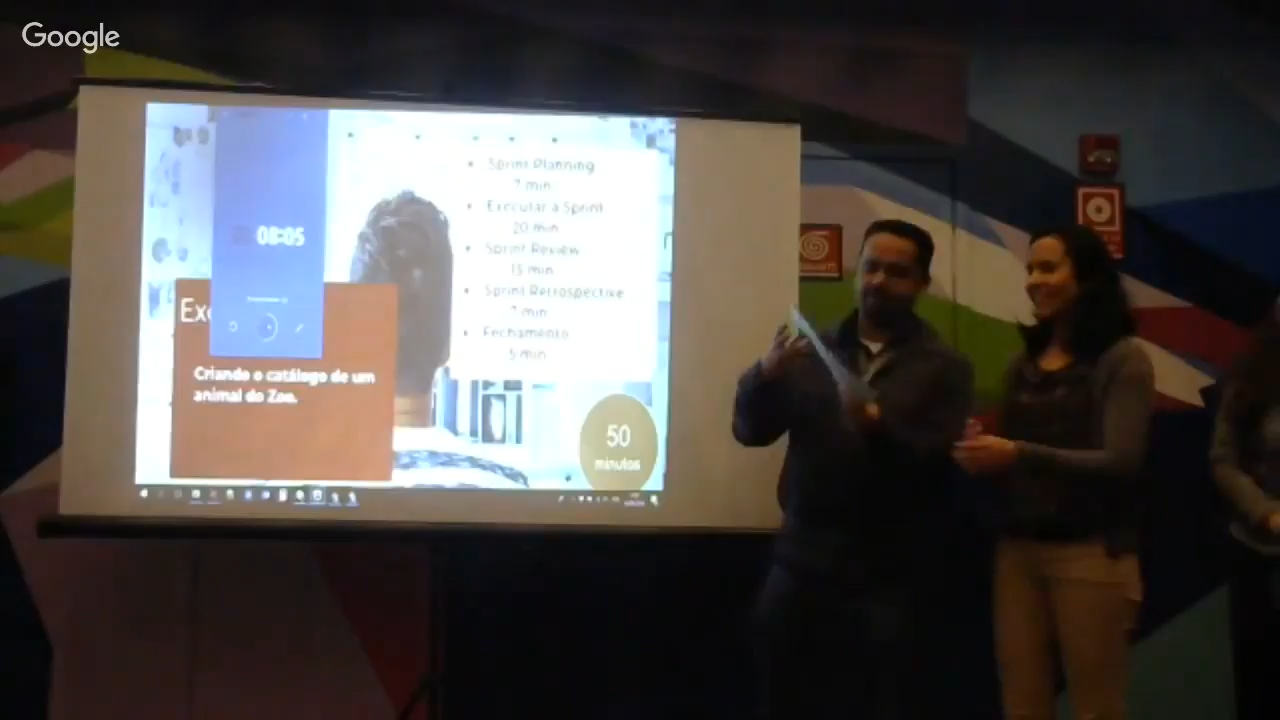 Google
08:05
Exe
Criando o catálogo de um
animal do Zoo.
• Sprint Planning
7 min
• Executar a Sprint
20 min
• Sprint Review
15 min
• Sprint Retrospective
7 min
• Fechamento
5 min
50
minutos